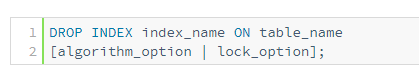 1 DROP INDEX index_name ON table_name
2 [algorithm_option | lock_option];